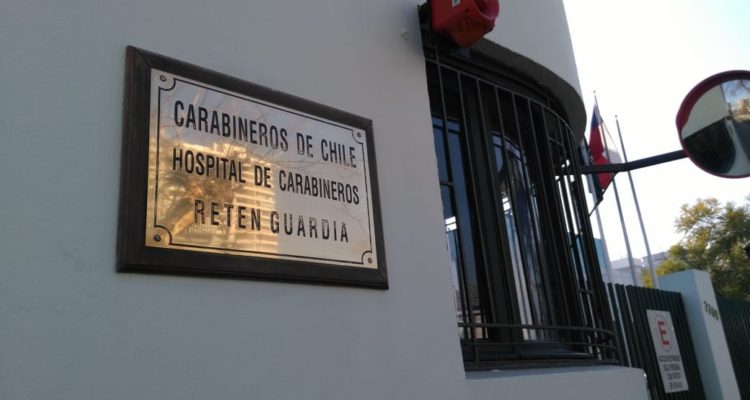 CARABINEROS DE CHILE
HOSPITAL DE CARABINEROS
RETEN GUARDIA
E